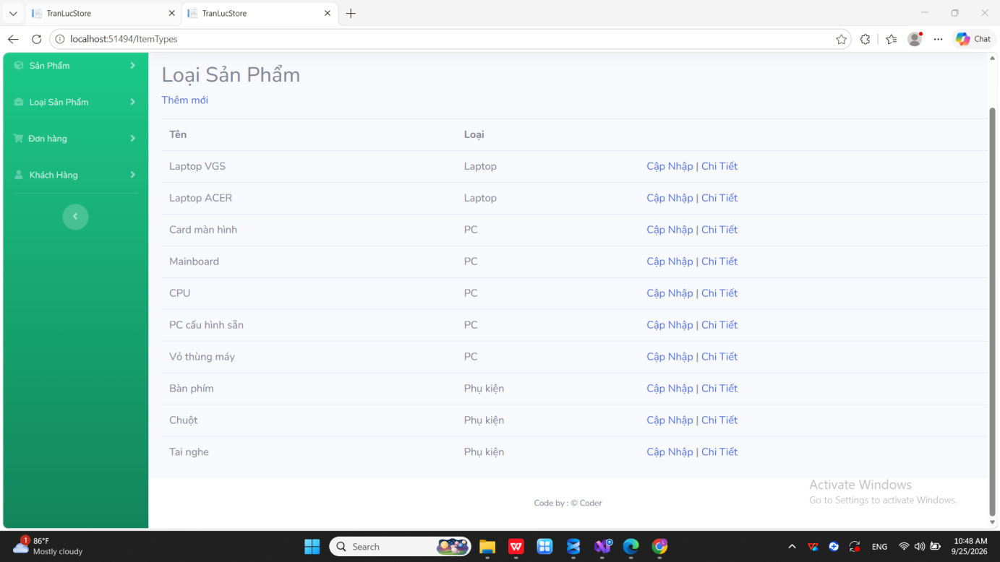 TranLucStore
TranLucStore
localhost:51494/ItemTypes
Chat
Sản Phẩm
Loại Sản Phẩm
Đơn hàng
Khách Hàng
Loại Sản Phẩm
Thêm mới
Tên Loại
Laptop VGS Laptop Cập Nhập | Chi Tiết
Laptop ACER Laptop Cập Nhập | Chi Tiết
Card màn hình PC Cập Nhập | Chi Tiết
Mainboard PC Cập Nhập | Chi Tiết
CPU PC Cập Nhập | Chi Tiết
PC cấu hình sẵn PC Cập Nhập | Chi Tiết
Vỏ thùng máy PC Cập Nhập | Chi Tiết
Bàn phím Phụ kiện Cập Nhập | Chi Tiết
Chuột Phụ kiện Cập Nhập | Chi Tiết
Tai nghe Phụ kiện Cập Nhập | Chi Tiết
Code by : © Coder
Activate Windows
Go to Settings to activate Windows.
1
86°F
Mostly cloudy
Search
ENG
10:48 AM
9/25/2026